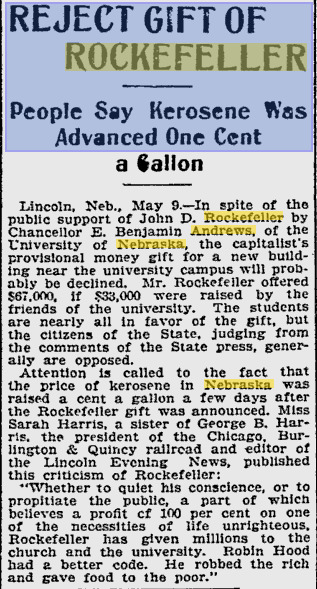 REJECT GIFT OF
ROCKEFELLER
People Say Kerosene Was
Advanced One Cent
a Gallon
Lincoln, Neb., May 9.—In spite of the
public support of John D. Rockefeller by
Chancellor E. Benjamin Andrews, of the
University of Nebraska, the capitalist's
provisional money gift for a new build-
ing near the university campus will prob-
ably be declined. Mr. Rockefeller offered
$67,000, if $33,000 were raised by the
friends of the university. The students
are nearly all in favor of the gift, but
the citizens of the State, judging from
the comments of the State press, gener-
ally are opposed.
Attention is called to the fact that
the price of kerosene in Nebraska was
raised a cent a gallon a few days after
the Rockefeller gift was announced. Miss
Sarah Harris, a sister of George B. Har-
ris, the president of the Chicago, Bur-
lington & Quincy railroad and editor of
the Lincoln Evening News, published
this criticism of Rockefeller:
"Whether to quiet his conscience, or to
propitiate the public, a part of which
believes a profit cf 100 per cent on one
of the necessities of life unrighteous,
Rockefeller has given millions to the
church and the university. Robin Hood
had a better code. He robbed the rich
and gave food to the poor."